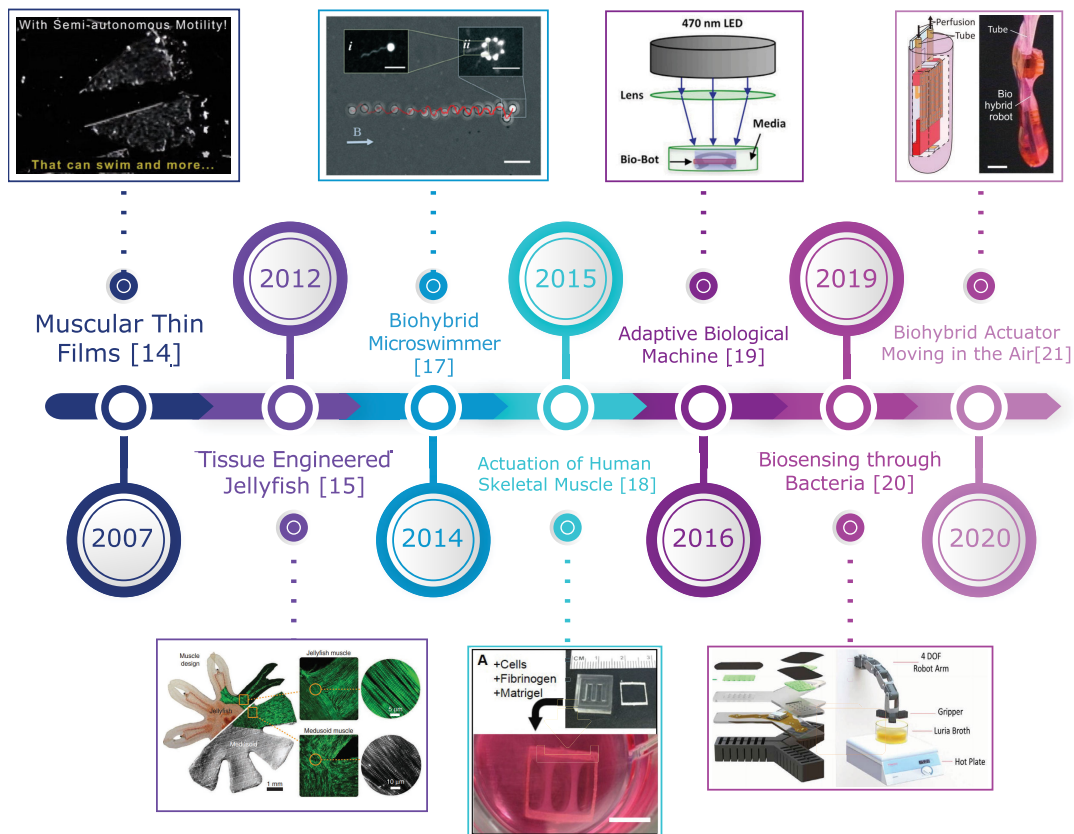 With Semi-autonomous Motility!
That can swim and more...
i
ii
B
470 nm LED
Lens
Media
Bio-Bot
Perfusion
Tube
Tube
Bio
hybrid
robot
2012
2015
2019
Muscular Thin
Films [14]
Biohybrid
Microswimmer
[17]
Adaptive Biological
Machine [19]
Biohybrid Actuator
Moving in the Air[21]
Tissue Engineered
Jellyfish [15]
Actuation of Human
Skeletal Muscle [18]
Biosensing through
Bacteria [20]
2007
2014
2016
2020
Muscle
design
Jellyfish
Medusoid
1 mm
Jellyfish muscle
5 µm
Medusoid muscle
10 µm
A
+Cells
+Fibrinogen
+Matrigel
CM
1
2
3
4 DOF
Robot Arm
Gripper
Luria Broth
Hot Plate